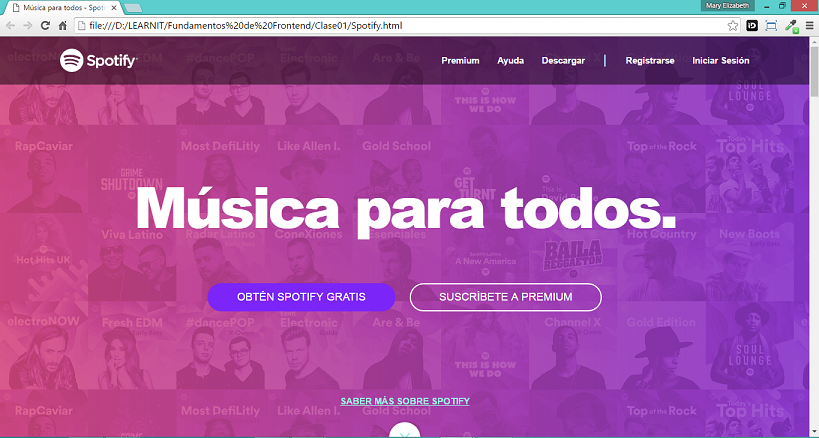 Música para todos - Spoti
Mary Elizabeth
file:///D:/LEARNIT/Fundamentos%20de%20Frontend/Clase01/Spotify.html
Spotify
Premium Ayuda Descargar | Registrarse Iniciar Sesión
electroNOW #dancePOP Electronic Are & Be
THIS IS HOW WE DO
SOUL LOUNGE
RapCaviar Most DefiLitly Like Allen I. Gold School Top of the Rock Today's Top Hits
GRIME SHUTDOWN
GET TURNT
This is:
Música para todos.
Hot Hits UK Viva Latino Radar Latino ConeXiones Esenciales A New America BAILA REGGAETON Hot Country New Boots
OBTÉN SPOTIFY GRATIS SUSCRÍBETE A PREMIUM
electroNOW Fresh EDM #dancePOP Electronic Are & Be Channel X Gold Edition
THIS IS HOW WE DO
SOUL LOUNGE
SABER MÁS SOBRE SPOTIFY
RapCaviar Most DefiLitly Like Allen I. Gold School Top of the Rock Today's Top Hits